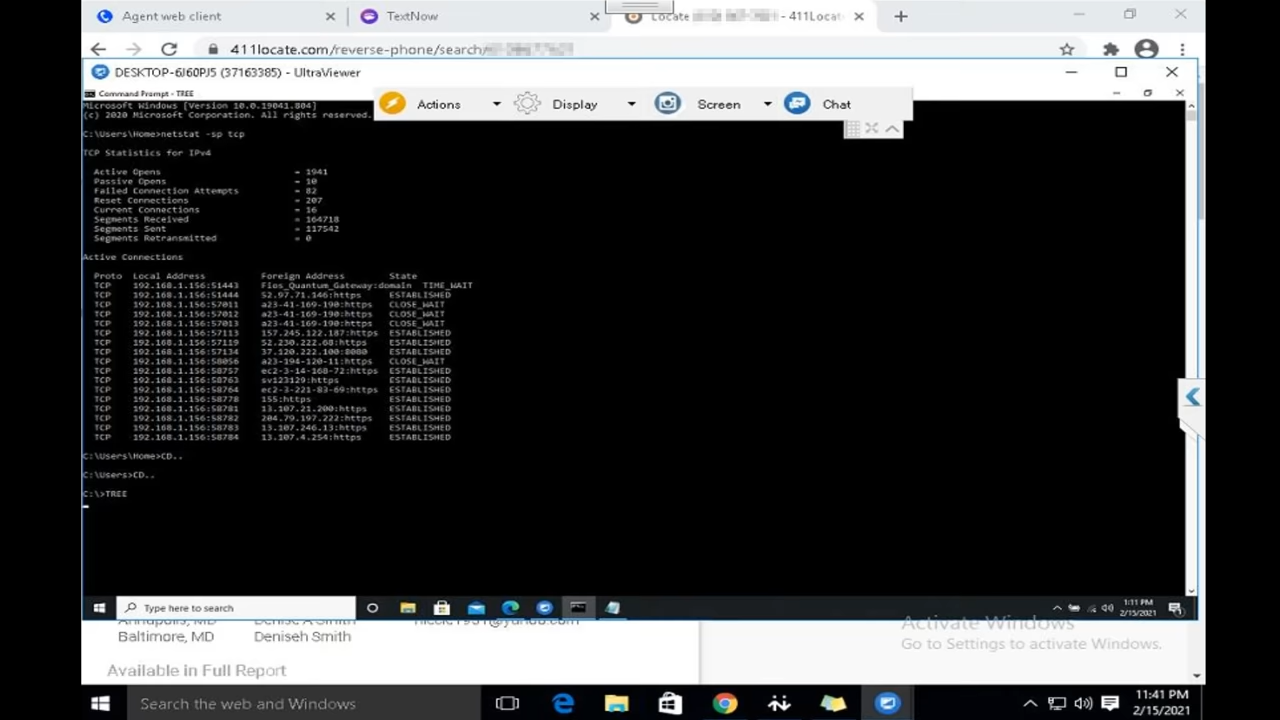 Agent web client
TextNow
Locate - 411Locat
411locate.com/reverse-phone/search/
DESKTOP-6J60PJ5 (37163385) - UltraViewer
Command Prompt - TREE
Actions
Display
Screen
Chat
Microsoft Windows [Version 10.0.19041.804]
(c) 2020 Microsoft Corporation. All rights reserved.
C:\Users\Home>netstat -sp tcp
TCP Statistics for IPv4
Active Opens = 1941
Passive Opens = 10
Failed Connection Attempts = 82
Reset Connections = 207
Current Connections = 16
Segments Received = 164718
Segments Sent = 117542
Segments Retransmitted = 0
Active Connections
Proto Local Address Foreign Address State
TCP 192.168.1.156:51443 Fios_Quantum_Gateway:domain TIME_WAIT
TCP 192.168.1.156:51444 52.97.71.146:https ESTABLISHED
TCP 192.168.1.156:57011 a23-41-169-190:https CLOSE_WAIT
TCP 192.168.1.156:57012 a23-41-169-190:https CLOSE_WAIT
TCP 192.168.1.156:57013 a23-41-169-190:https CLOSE_WAIT
TCP 192.168.1.156:57113 157.245.122.187:https ESTABLISHED
TCP 192.168.1.156:57119 52.230.222.68:https ESTABLISHED
TCP 192.168.1.156:57134 37.120.222.100:8080 ESTABLISHED
TCP 192.168.1.156:58056 a23-194-120-11:https CLOSE_WAIT
TCP 192.168.1.156:58757 ec2-3-14-168-72:https ESTABLISHED
TCP 192.168.1.156:58763 sv123129:https ESTABLISHED
TCP 192.168.1.156:58764 ec2-3-221-83-69:https ESTABLISHED
TCP 192.168.1.156:58778 155:https ESTABLISHED
TCP 192.168.1.156:58781 13.107.21.200:https ESTABLISHED
TCP 192.168.1.156:58782 204.79.197.222:https ESTABLISHED
TCP 192.168.1.156:58783 13.107.246.13:https ESTABLISHED
TCP 192.168.1.156:58784 13.107.4.254:https ESTABLISHED
C:\Users\Home>CD..
C:\Users>CD..
C:\>TREE
Type here to search
1:11 PM
2/15/2021
Annapolis, MD Denise A Smith
Baltimore, MD Deniseh Smith
Available in Full Report
Activate Windows
Go to Settings to activate Windows.
Search the web and Windows
11:41 PM
2/15/2021